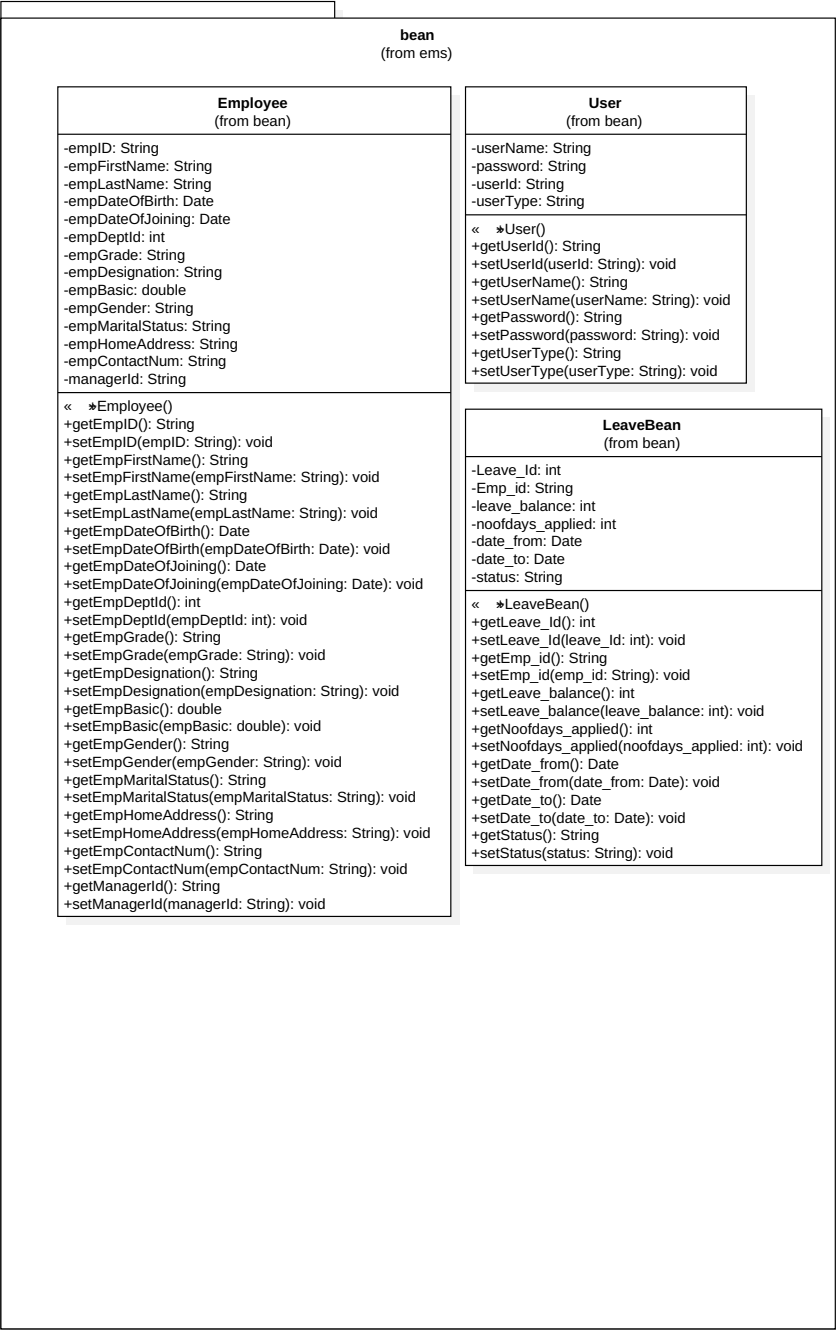 bean
(from ems)
Employee
(from bean)
-empID: String
-empFirstName: String
-empLastName: String
-empDateOfBirth: Date
-empDateOfJoining: Date
-empDeptId: int
-empGrade: String
-empDesignation: String
-empBasic: double
-empGender: String
-empMaritalStatus: String
-empHomeAddress: String
-empContactNum: String
-managerId: String
« »+Employee()
+getEmpID(): String
+setEmpID(empID: String): void
+getEmpFirstName(): String
+setEmpFirstName(empFirstName: String): void
+getEmpLastName(): String
+setEmpLastName(empLastName: String): void
+getEmpDateOfBirth(): Date
+setEmpDateOfBirth(empDateOfBirth: Date): void
+getEmpDateOfJoining(): Date
+setEmpDateOfJoining(empDateOfJoining: Date): void
+getEmpDeptId(): int
+setEmpDeptId(empDeptId: int): void
+getEmpGrade(): String
+setEmpGrade(empGrade: String): void
+getEmpDesignation(): String
+setEmpDesignation(empDesignation: String): void
+getEmpBasic(): double
+setEmpBasic(empBasic: double): void
+getEmpGender(): String
+setEmpGender(empGender: String): void
+getEmpMaritalStatus(): String
+setEmpMaritalStatus(empMaritalStatus: String): void
+getEmpHomeAddress(): String
+setEmpHomeAddress(empHomeAddress: String): void
+getEmpContactNum(): String
+setEmpContactNum(empContactNum: String): void
+getManagerId(): String
+setManagerId(managerId: String): void
User
(from bean)
-userName: String
-password: String
-userId: String
-userType: String
« »+User()
+getUserId(): String
+setUserId(userId: String): void
+getUserName(): String
+setUserName(userName: String): void
+getPassword(): String
+setPassword(password: String): void
+getUserType(): String
+setUserType(userType: String): void
LeaveBean
(from bean)
-Leave_Id: int
-Emp_id: String
-leave_balance: int
-noofdays_applied: int
-date_from: Date
-date_to: Date
-status: String
« »+LeaveBean()
+getLeave_Id(): int
+setLeave_Id(leave_Id: int): void
+getEmp_id(): String
+setEmp_id(emp_id: String): void
+getLeave_balance(): int
+setLeave_balance(leave_balance: int): void
+getNoofdays_applied(): int
+setNoofdays_applied(noofdays_applied: int): void
+getDate_from(): Date
+setDate_from(date_from: Date): void
+getDate_to(): Date
+setDate_to(date_to: Date): void
+getStatus(): String
+setStatus(status: String): void